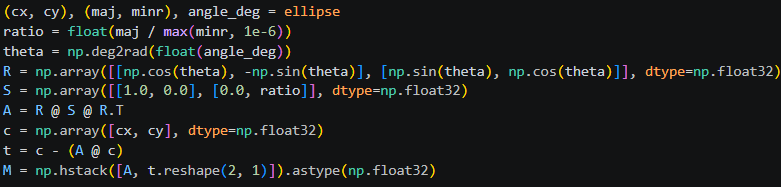 (cx, cy), (maj, minr), angle_deg = ellipse
ratio = float(maj / max(minr, 1e-6))
theta = np.deg2rad(float(angle_deg))
R = np.array([[np.cos(theta), -np.sin(theta)], [np.sin(theta), np.cos(theta)]], dtype=np.float32)
S = np.array([[1.0, 0.0], [0.0, ratio]], dtype=np.float32)
A = R @ S @ R.T
c = np.array([cx, cy], dtype=np.float32)
t = c - (A @ c)
M = np.hstack([A, t.reshape(2, 1)]).astype(np.float32)